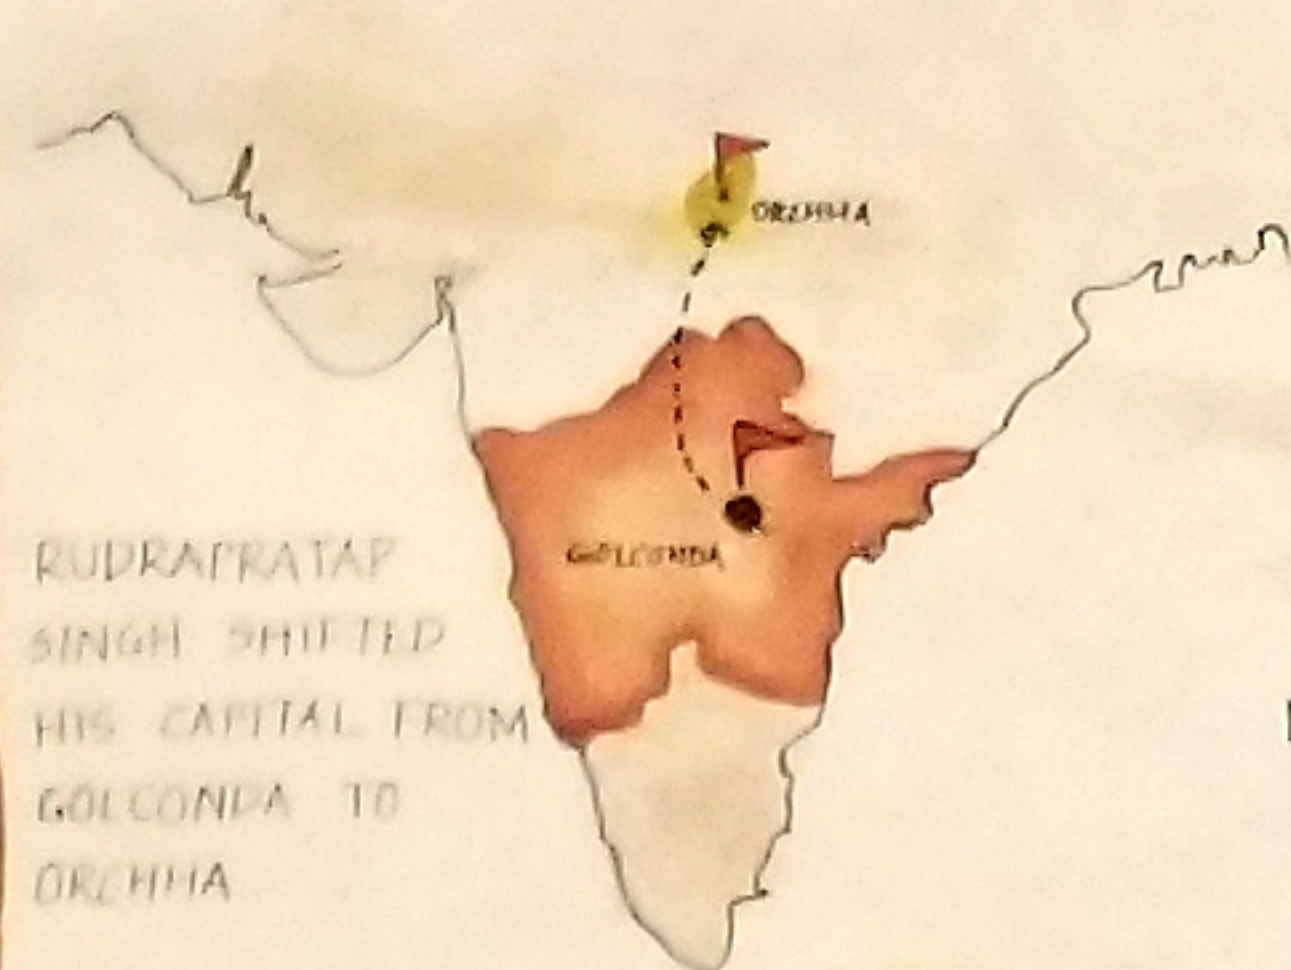 ORCHHA
GOLCONDA
RUDRAPRATAP
SINGH SHIFTED
HIS CAPITAL FROM
GOLCONDA TO
ORCHHA